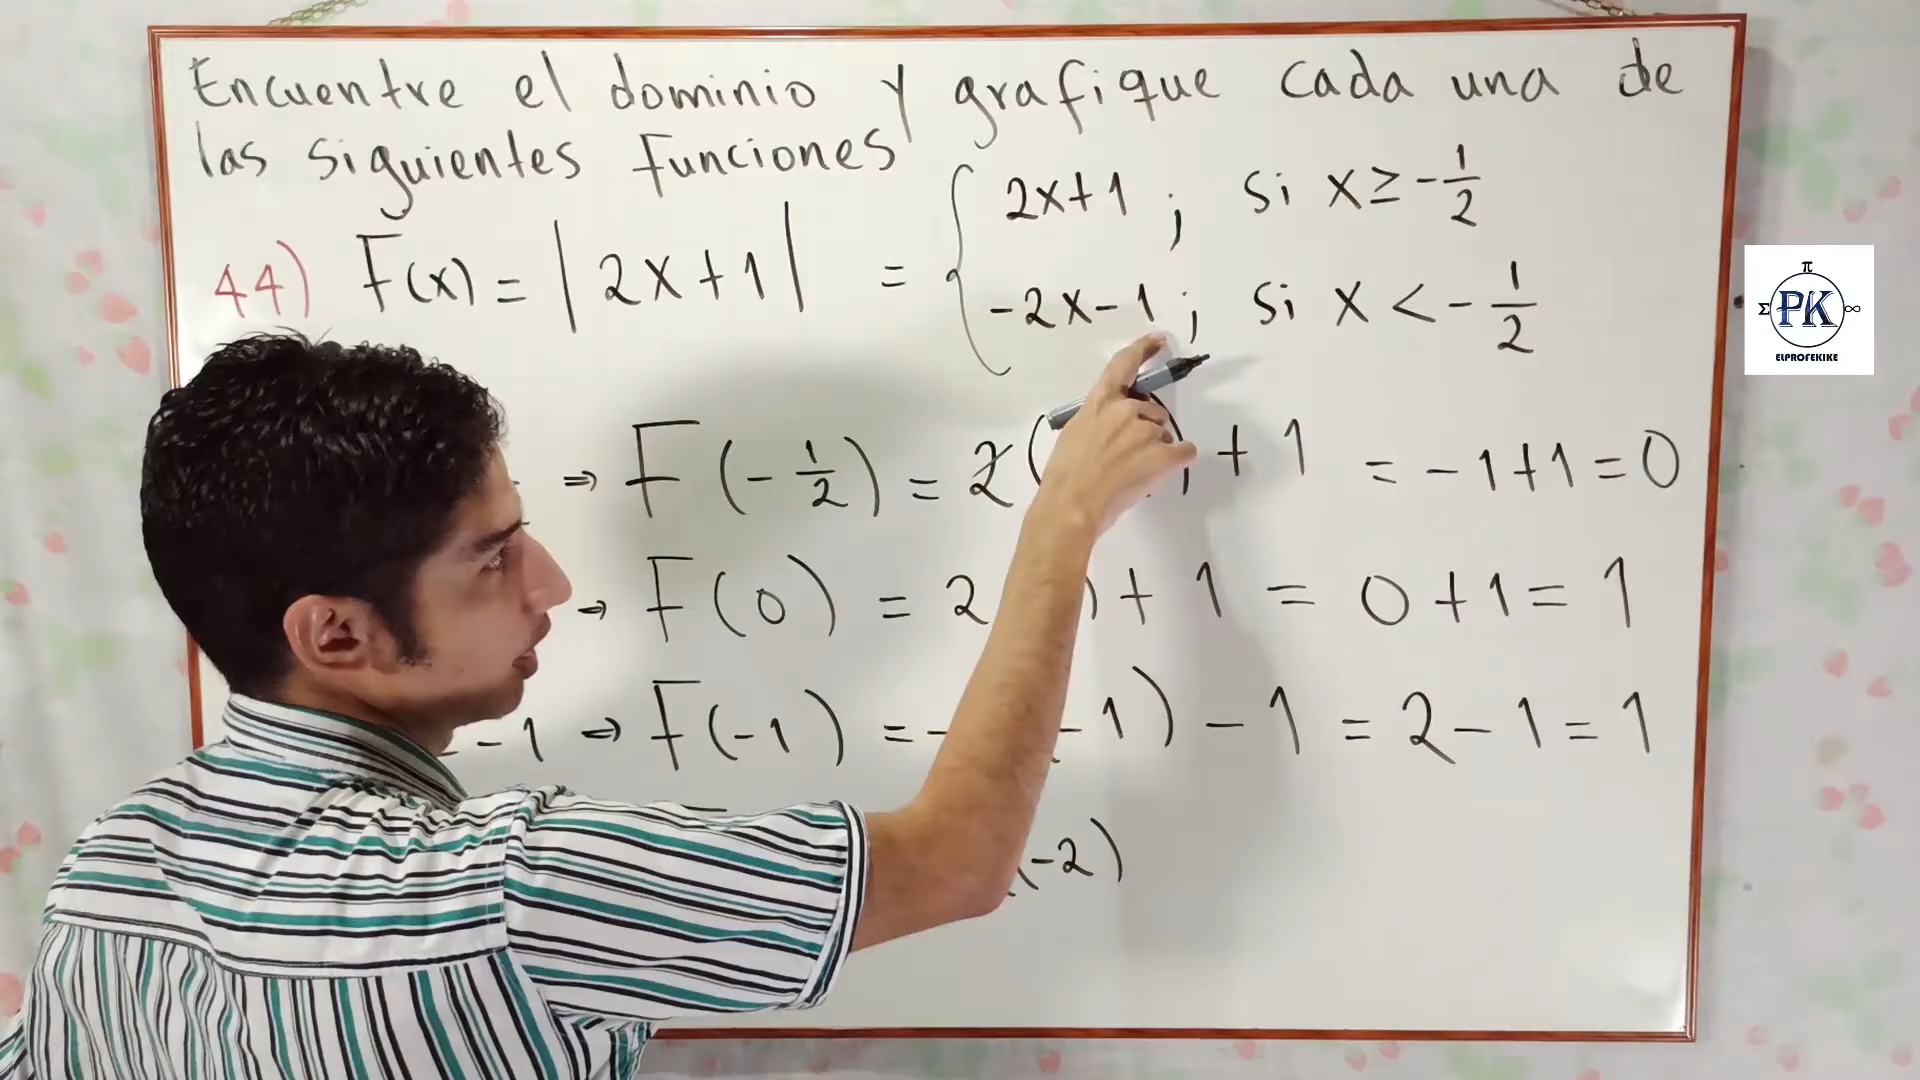 Encuentre el dominio y grafique cada una de
las siguientes funciones
44) F(x) = | 2x+1 | = { 2x+1 ; si x ≥ -1/2
-2x-1 ; si x < -1/2
⇒ F(-1/2) = 2( ) + 1 = -1+1 = 0
→ F(0) = 2 ) + 1 = 0+1 = 1
-1 ⇒ F(-1) = - -1) - 1 = 2-1 = 1
(-2)
π
Σ PK ∞
ELPROFEKIKE